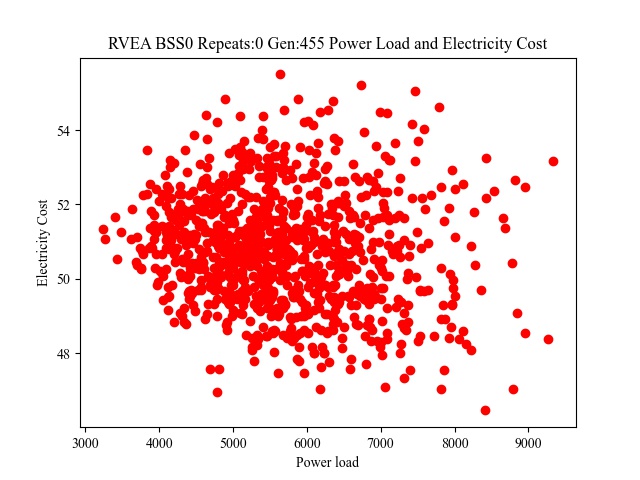 RVEA BSS0 Repeats:0 Gen:455 Power Load and Electricity Cost
Electricity Cost
54
52
50
48
3000 4000 5000 6000 7000 8000 9000
Power load